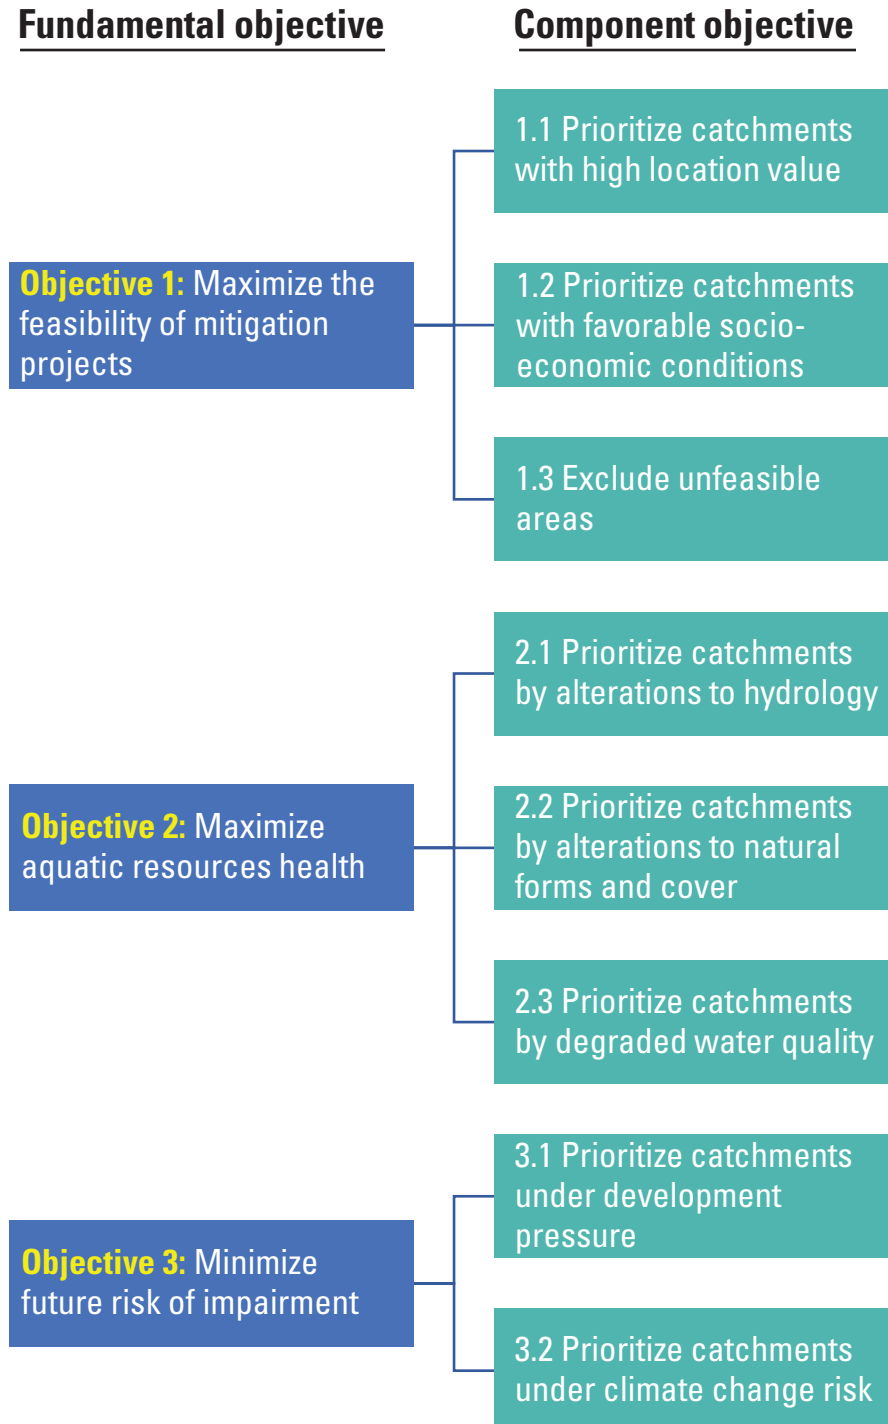 Fundamental objective
Component objective
1.1 Prioritize catchments
with high location value
Objective 1: Maximize the
feasibility of mitigation
projects
1.2 Prioritize catchments
with favorable socio-
economic conditions
1.3 Exclude unfeasible
areas
2.1 Prioritize catchments
by alterations to hydrology
Objective 2: Maximize
aquatic resources health
2.2 Prioritize catchments
by alterations to natural
forms and cover
2.3 Prioritize catchments
by degraded water quality
3.1 Prioritize catchments
under development
pressure
Objective 3: Minimize
future risk of impairment
3.2 Prioritize catchments
under climate change risk